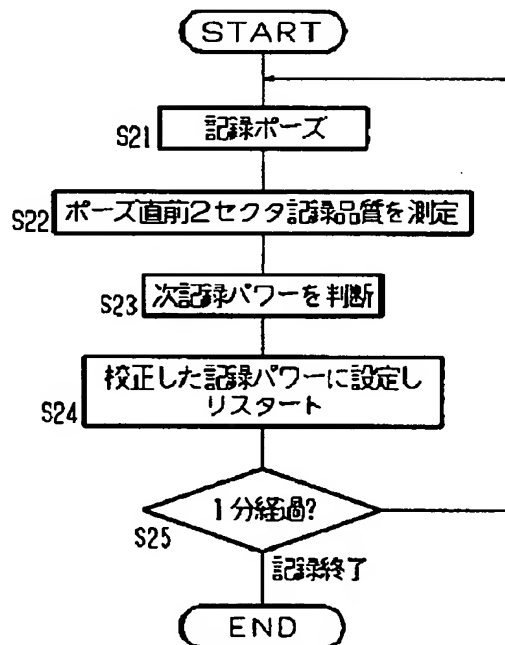 START
S21 記録ポーズ
S22 ポーズ直前2セクタ記録品質を測定
S23 次記録パワーを判断
校正した記録パワーに設定し
S24 リスタート
1分経過?
S25
記録終了
END